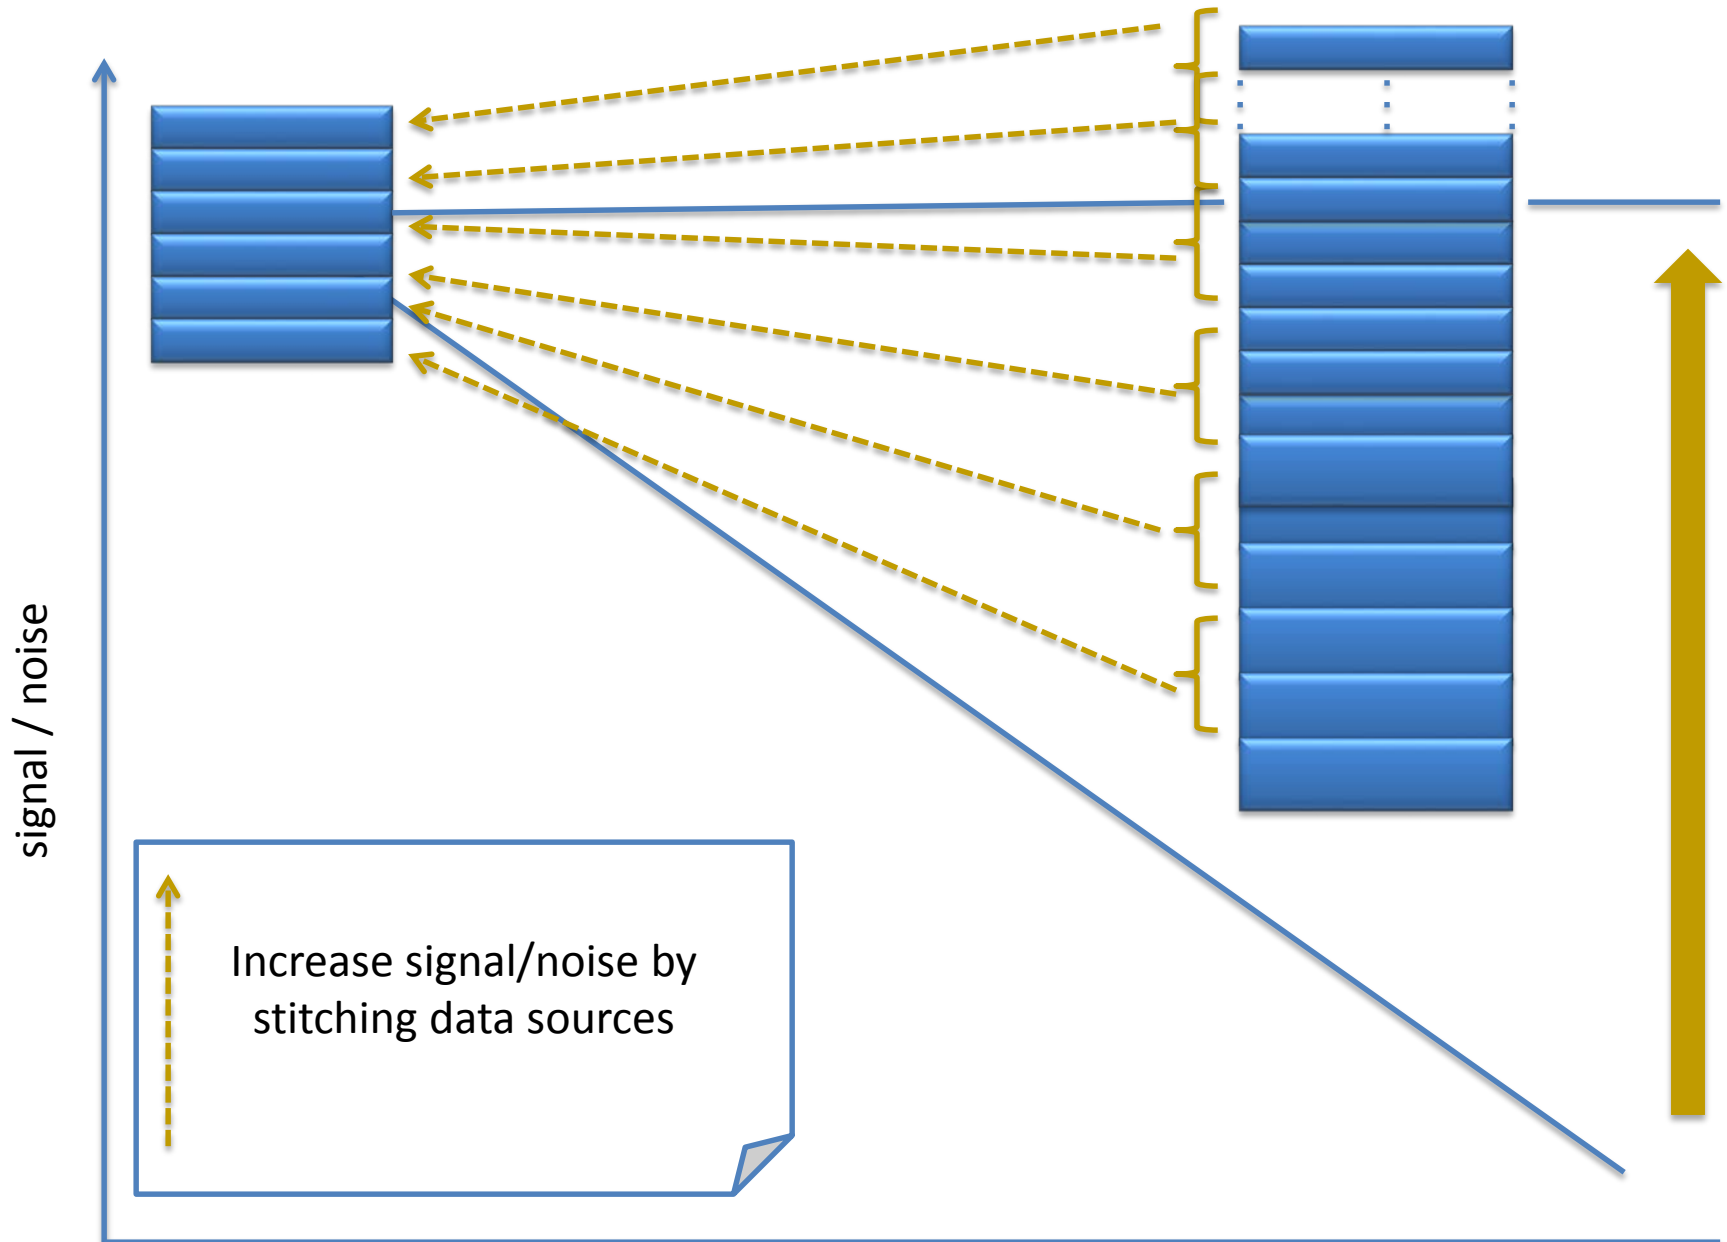 signal / noise
Increase signal/noise by
stitching data sources